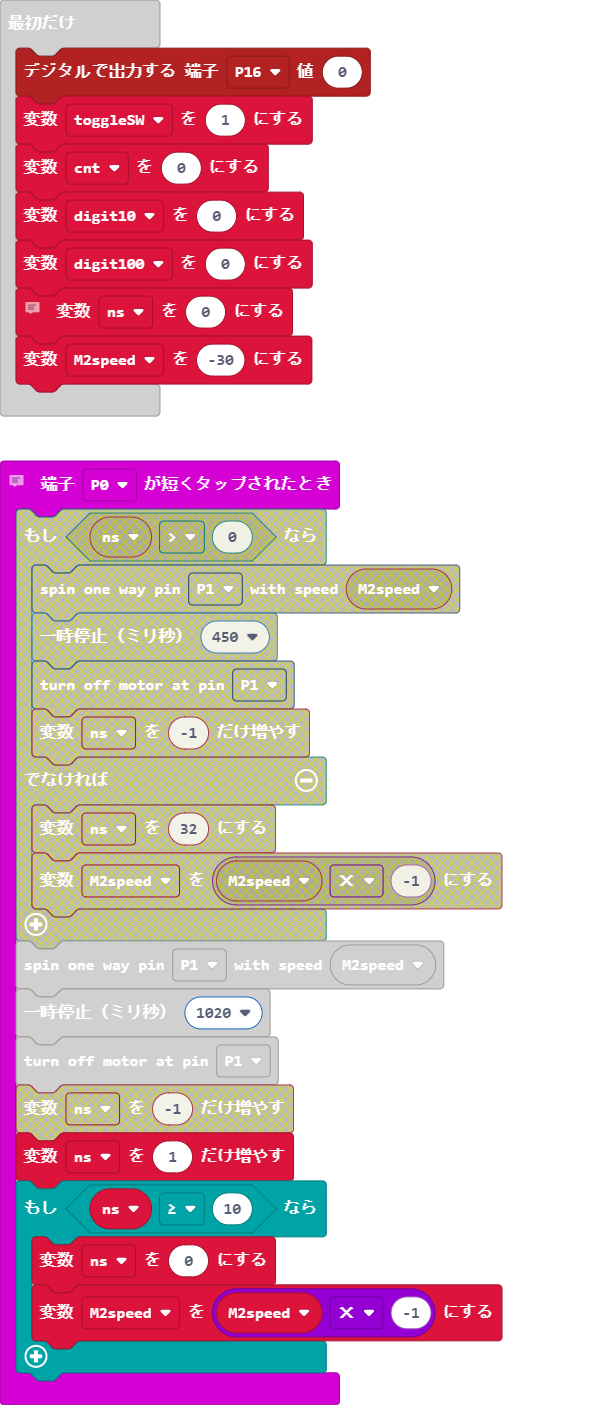 最初だけ
デジタルで出力する 端子 P16 値 0
変数 toggleSW を 1 にする
変数 cnt を 0 にする
変数 digit10 を 0 にする
変数 digit100 を 0 にする
変数 ns を 0 にする
変数 M2speed を -30 にする
端子 P0 が短くタップされたとき
もし ns > 0 なら
spin one way pin P1 with speed M2speed
一時停止（ミリ秒） 450
turn off motor at pin P1
変数 ns を -1 だけ増やす
でなければ
変数 ns を 32 にする
変数 M2speed を M2speed × -1 にする
spin one way pin P1 with speed M2speed
一時停止（ミリ秒） 1020
turn off motor at pin P1
変数 ns を -1 だけ増やす
変数 ns を 1 だけ増やす
もし ns ≥ 10 なら
変数 ns を 0 にする
変数 M2speed を M2speed × -1 にする